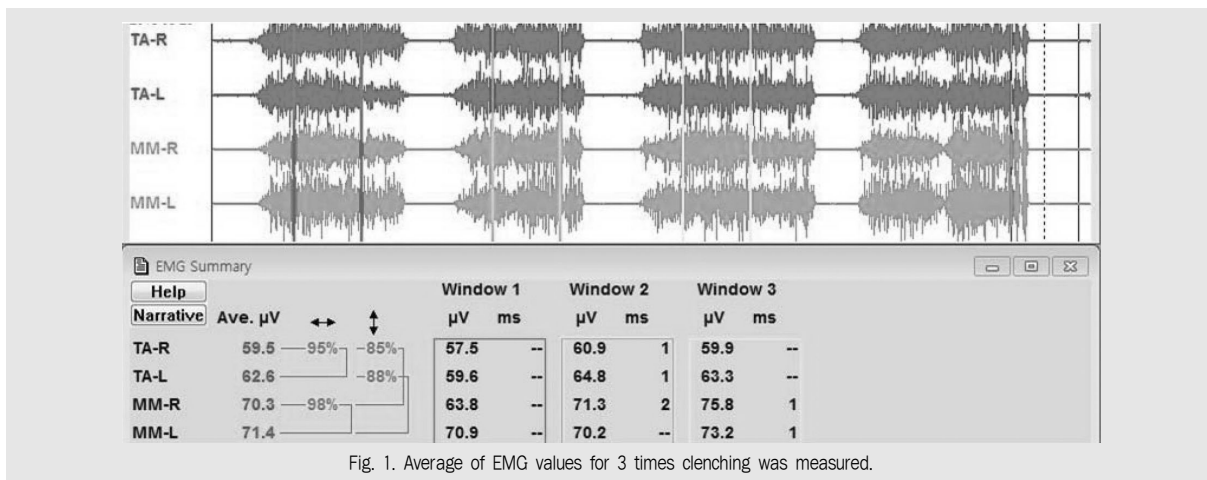 TA-R
TA-L
MM-R
MM-L
EMG Summary
Help Window 1 Window 2 Window 3
Narrative Ave. µV µV ms µV ms µV ms
TA-R 59.5 95% 85% 57.5 -- 60.9 1 59.9 --
TA-L 62.6 88% 59.6 -- 64.8 1 63.3 --
MM-R 70.3 98% 63.8 -- 71.3 2 75.8 1
MM-L 71.4 70.9 -- 70.2 -- 73.2 1
Fig. 1. Average of EMG values for 3 times clenching was measured.